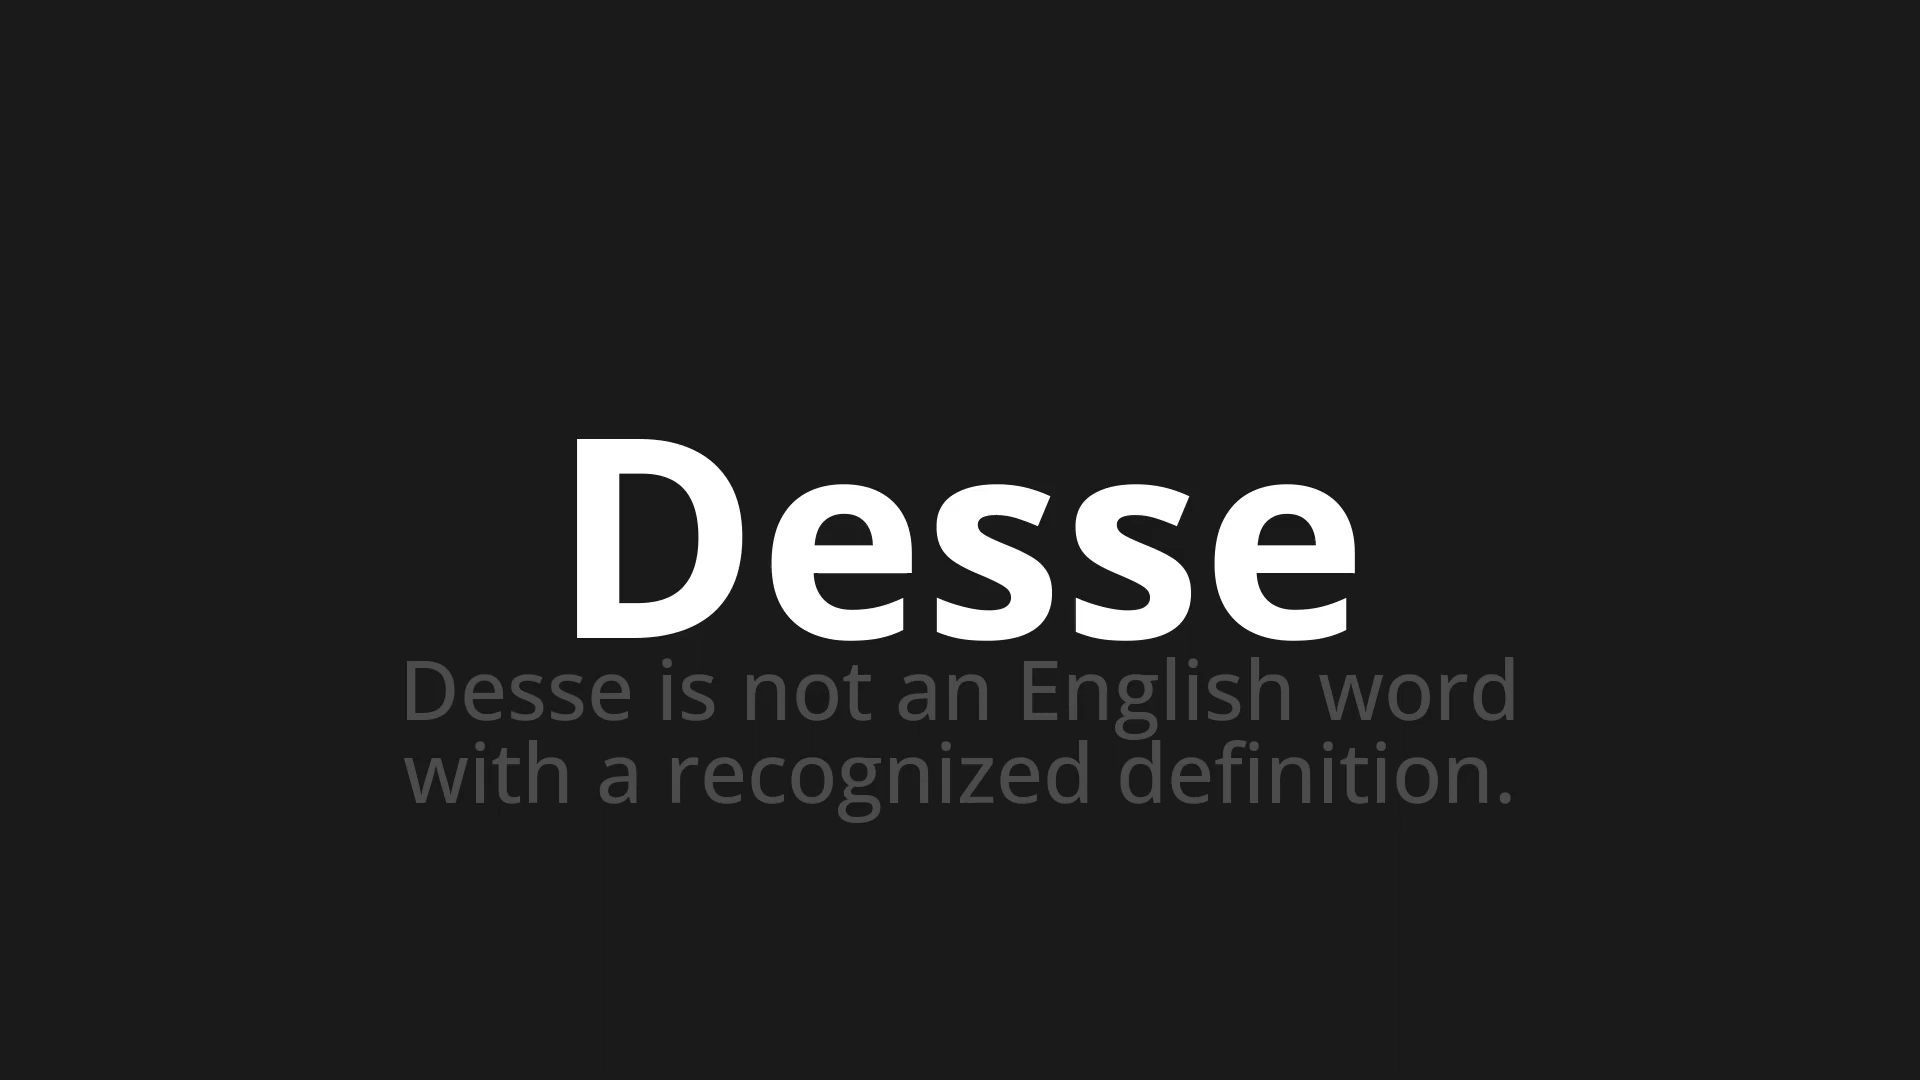 Desse
Desse is not an English word
with a recognized definition.